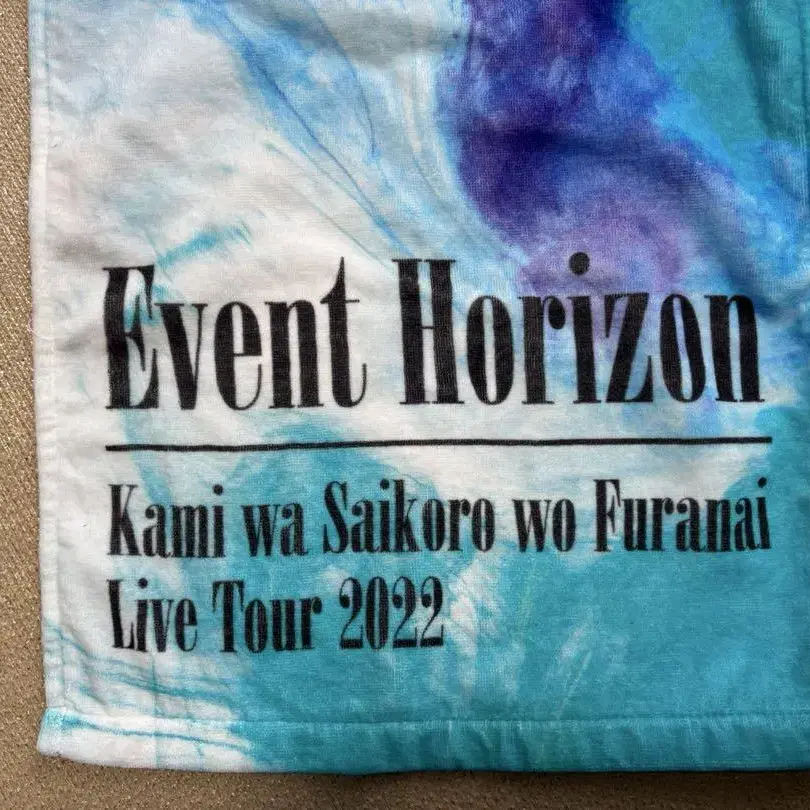 Event Horizon
Kami wa Saikoro wo Furanai
Live Tour 2022